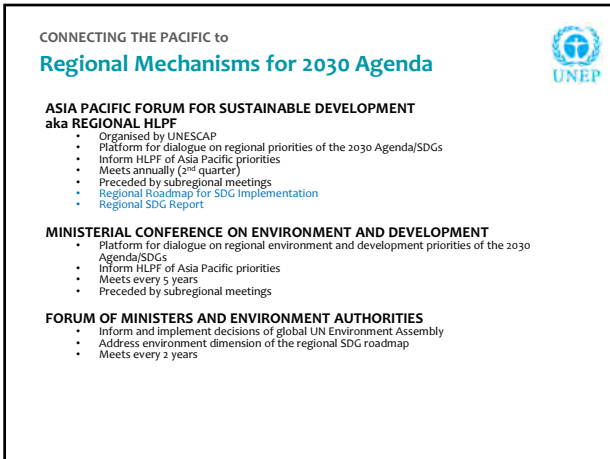 CONNECTING THE PACIFIC to
Regional Mechanisms for 2030 Agenda
UNEP
ASIA PACIFIC FORUM FOR SUSTAINABLE DEVELOPMENT
aka REGIONAL HLPF
• Organised by UNESCAP
• Platform for dialogue on regional priorities of the 2030 Agenda/SDGs
• Inform HLPF of Asia Pacific priorities
• Meets annually (2nd quarter)
• Preceded by subregional meetings
• Regional Roadmap for SDG Implementation
• Regional SDG Report
MINISTERIAL CONFERENCE ON ENVIRONMENT AND DEVELOPMENT
• Platform for dialogue on regional environment and development priorities of the 2030
Agenda/SDGs
• Inform HLPF of Asia Pacific priorities
• Meets every 5 years
• Preceded by subregional meetings
FORUM OF MINISTERS AND ENVIRONMENT AUTHORITIES
• Inform and implement decisions of global UN Environment Assembly
• Address environment dimension of the regional SDG roadmap
• Meets every 2 years